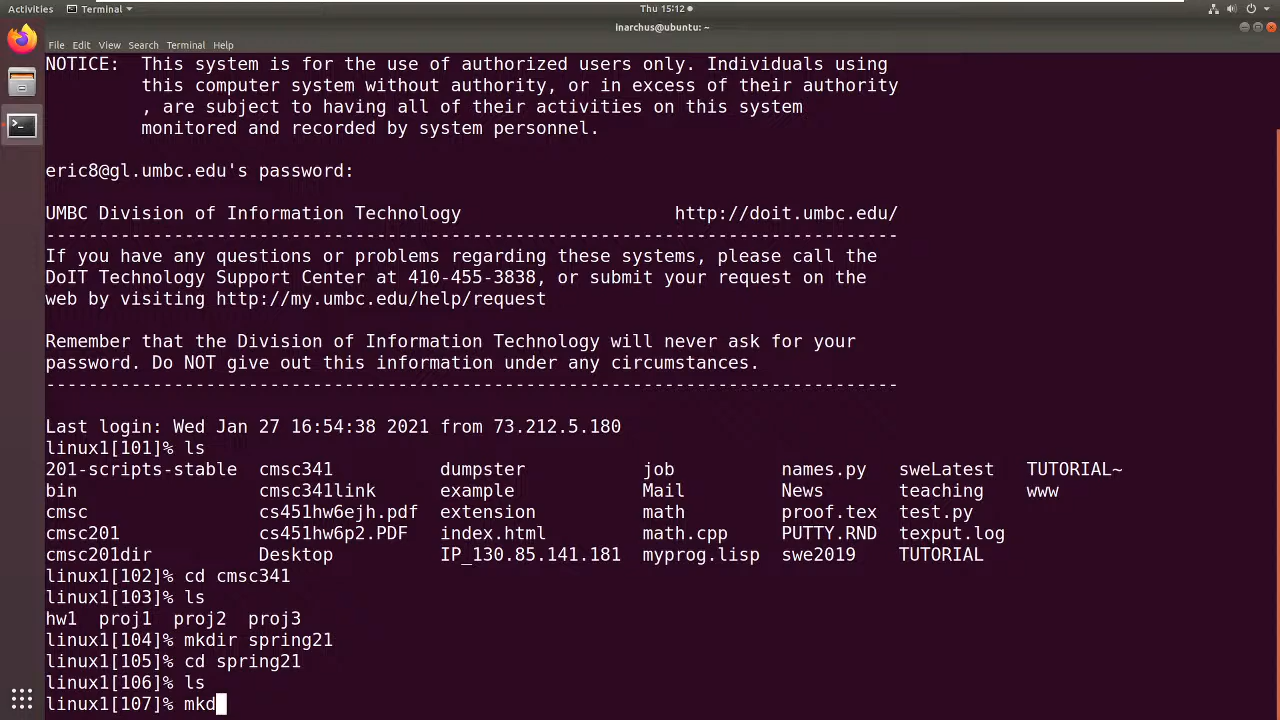 Activities Terminal Thu 15:12
inarchus@ubuntu: ~
File Edit View Search Terminal Help
NOTICE: This system is for the use of authorized users only. Individuals using
this computer system without authority, or in excess of their authority
, are subject to having all of their activities on this system
monitored and recorded by system personnel.
eric8@gl.umbc.edu's password:
UMBC Division of Information Technology http://doit.umbc.edu/
--------------------------------------------------------------------------------
If you have any questions or problems regarding these systems, please call the
DoIT Technology Support Center at 410-455-3838, or submit your request on the
web by visiting http://my.umbc.edu/help/request
Remember that the Division of Information Technology will never ask for your
password. Do NOT give out this information under any circumstances.
--------------------------------------------------------------------------------
Last login: Wed Jan 27 16:54:38 2021 from 73.212.5.180
linux1[101]% ls
201-scripts-stable cmsc341 dumpster job names.py sweLatest TUTORIAL~
bin cmsc341link example Mail News teaching www
cmsc cs451hw6ejh.pdf extension math proof.tex test.py
cmsc201 cs451hw6p2.PDF index.html math.cpp PUTTY.RND texput.log
cmsc201dir Desktop IP_130.85.141.181 myprog.lisp swe2019 TUTORIAL
linux1[102]% cd cmsc341
linux1[103]% ls
hw1 proj1 proj2 proj3
linux1[104]% mkdir spring21
linux1[105]% cd spring21
linux1[106]% ls
linux1[107]% mkd